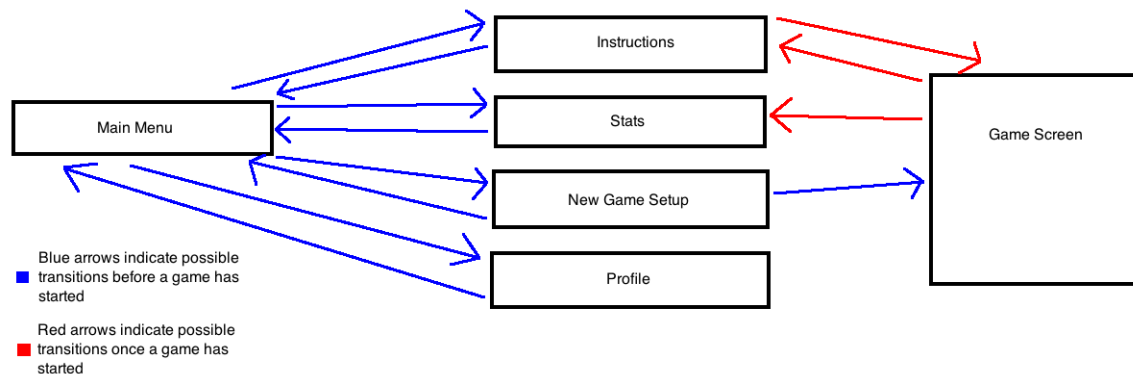 Instructions
Main Menu
Stats
Game Screen
New Game Setup
Profile
Blue arrows indicate possible
transitions before a game has
started
Red arrows indicate possible
transitions once a game has
started